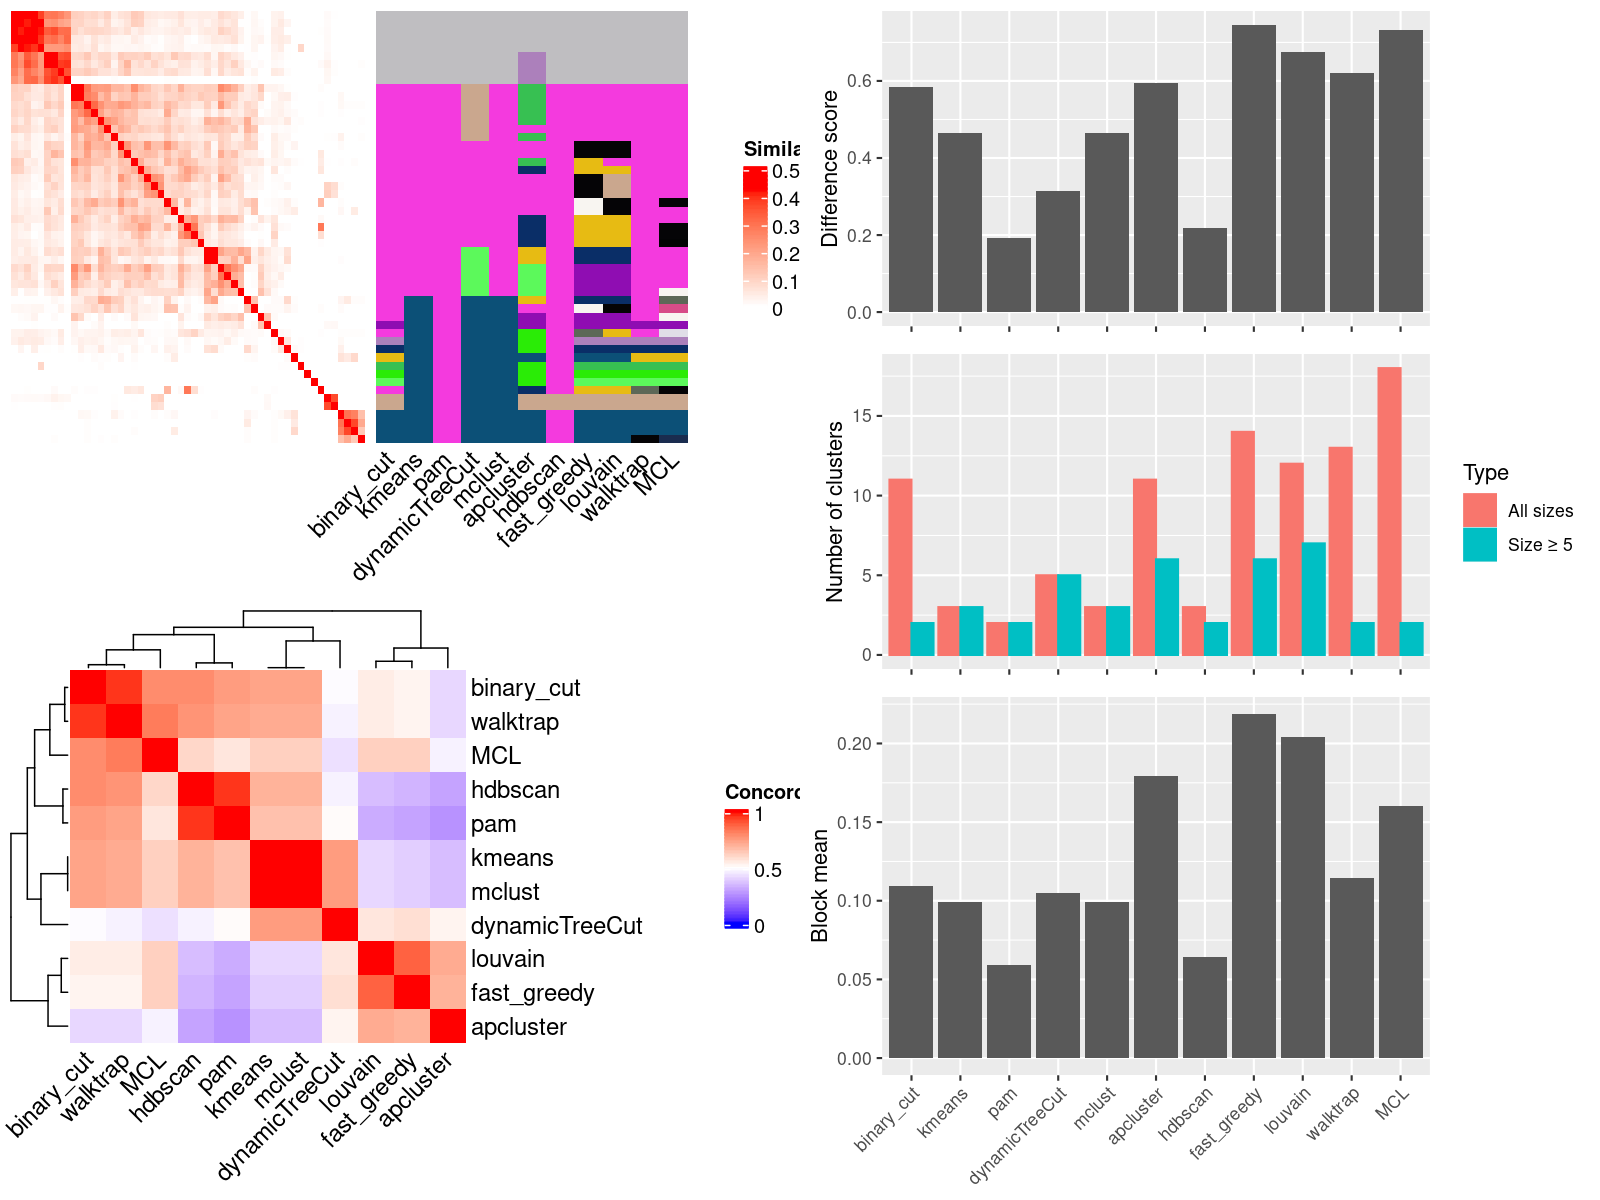 Simila
0.5
0.4
0.3
0.2
0.1
0
binary_cut
kmeans
pam
dynamicTreeCut
mclust
apcluster
hdbscan
fast_greedy
louvain
walktrap
MCL
binary_cut
walktrap
MCL
hdbscan
pam
kmeans
mclust
dynamicTreeCut
louvain
fast_greedy
apcluster
Concord
1
0.5
0
binary_cut
walktrap
MCL
hdbscan
pam
kmeans
mclust
dynamicTreeCut
louvain
fast_greedy
apcluster
Difference score
0.6
0.4
0.2
0.0
Number of clusters
15
10
5
0
Type
All sizes
Size ≥ 5
Block mean
0.20
0.15
0.10
0.05
0.00
binary_cut
kmeans
pam
dynamicTreeCut
mclust
apcluster
hdbscan
fast_greedy
louvain
walktrap
MCL